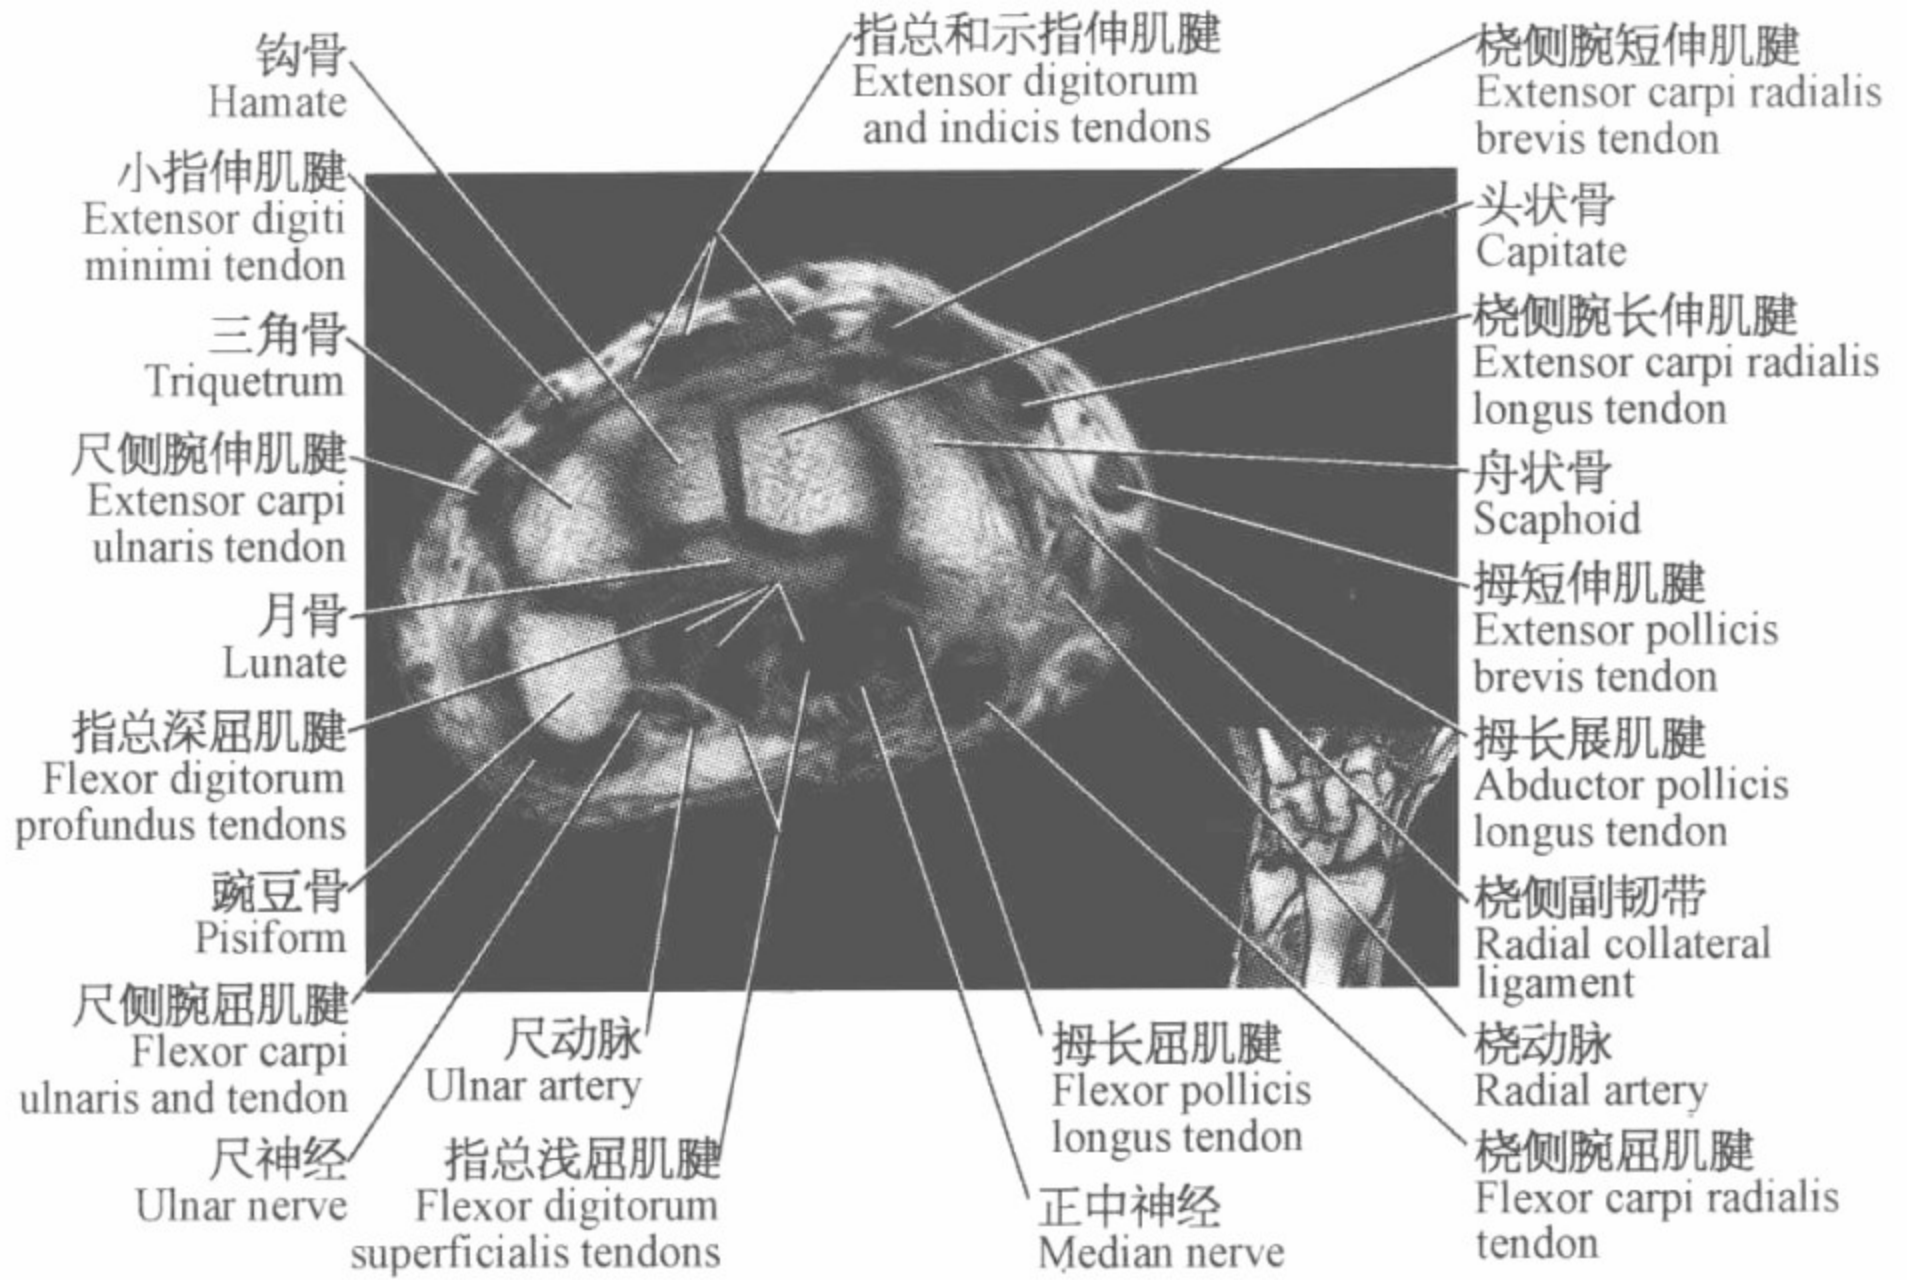 钩骨
Hamate
小指伸肌腱
Extensor digiti
minimi tendon
三角骨
Triquetrum
尺侧腕伸肌腱
Extensor carpi
ulnaris tendon
月骨
Lunate
指总深屈肌腱
Flexor digitorum
profundus tendons
豌豆骨
Pisiform
尺侧腕屈肌腱
Flexor carpi
ulnaris and tendon
尺神经
Ulnar nerve
指总和示指伸肌腱
Extensor digitorum
and indicis tendons
尺动脉
Ulnar artery
指总浅屈肌腱
Flexor digitorum
superficialis tendons
拇长屈肌腱
Flexor pollicis
longus tendon
正中神经
Median nerve
桡侧腕短伸肌腱
Extensor carpi radialis
brevis tendon
头状骨
Capitate
桡侧腕长伸肌腱
Extensor carpi radialis
longus tendon
舟状骨
Scaphoid
拇短伸肌腱
Extensor pollicis
brevis tendon
拇长展肌腱
Abductor pollicis
longus tendon
桡侧副韧带
Radial collateral
ligament
桡动脉
Radial artery
桡侧腕屈肌腱
Flexor carpi radialis
tendon